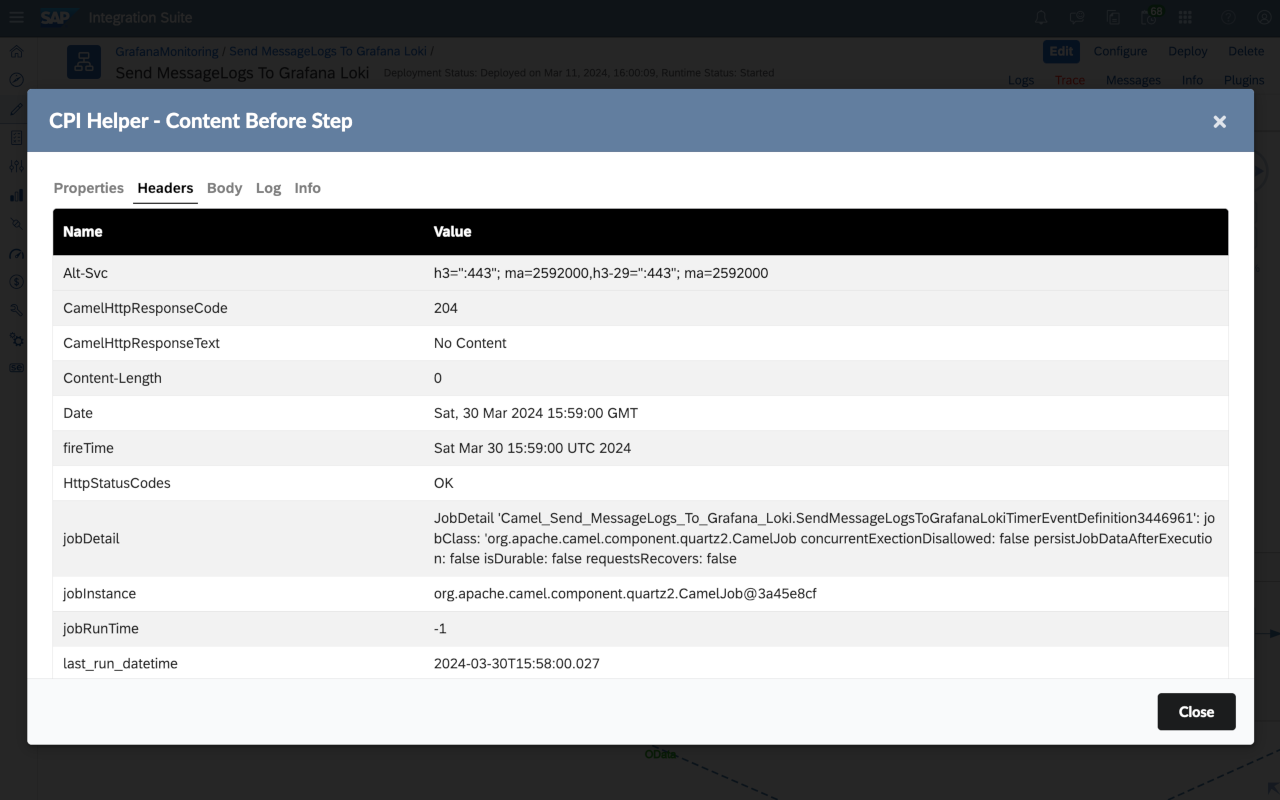 SAP Integration Suite
68
GrafanaMonitoring / Send MessageLogs To Grafana Loki /
Edit Configure Deploy Delete
Send MessageLogs To Grafana Loki Deployment Status: Deployed on Mar 11, 2024, 16:00:09, Runtime Status: Started
Logs Trace Messages Info Plugins
CPI Helper - Content Before Step
Properties Headers Body Log Info
Name Value
Alt-Svc h3=":443"; ma=2592000,h3-29=":443"; ma=2592000
CamelHttpResponseCode 204
CamelHttpResponseText No Content
Content-Length 0
Date Sat, 30 Mar 2024 15:59:00 GMT
fireTime Sat Mar 30 15:59:00 UTC 2024
HttpStatusCodes OK
jobDetail JobDetail 'Camel_Send_MessageLogs_To_Grafana_Loki.SendMessageLogsToGrafanaLokiTimerEventDefinition3446961': jo
bClass: 'org.apache.camel.component.quartz2.CamelJob concurrentExectionDisallowed: false persistJobDataAfterExecutio
n: false isDurable: false requestsRecovers: false
jobInstance org.apache.camel.component.quartz2.CamelJob@3a45e8cf
jobRunTime -1
last_run_datetime 2024-03-30T15:58:00.027
Close
OData